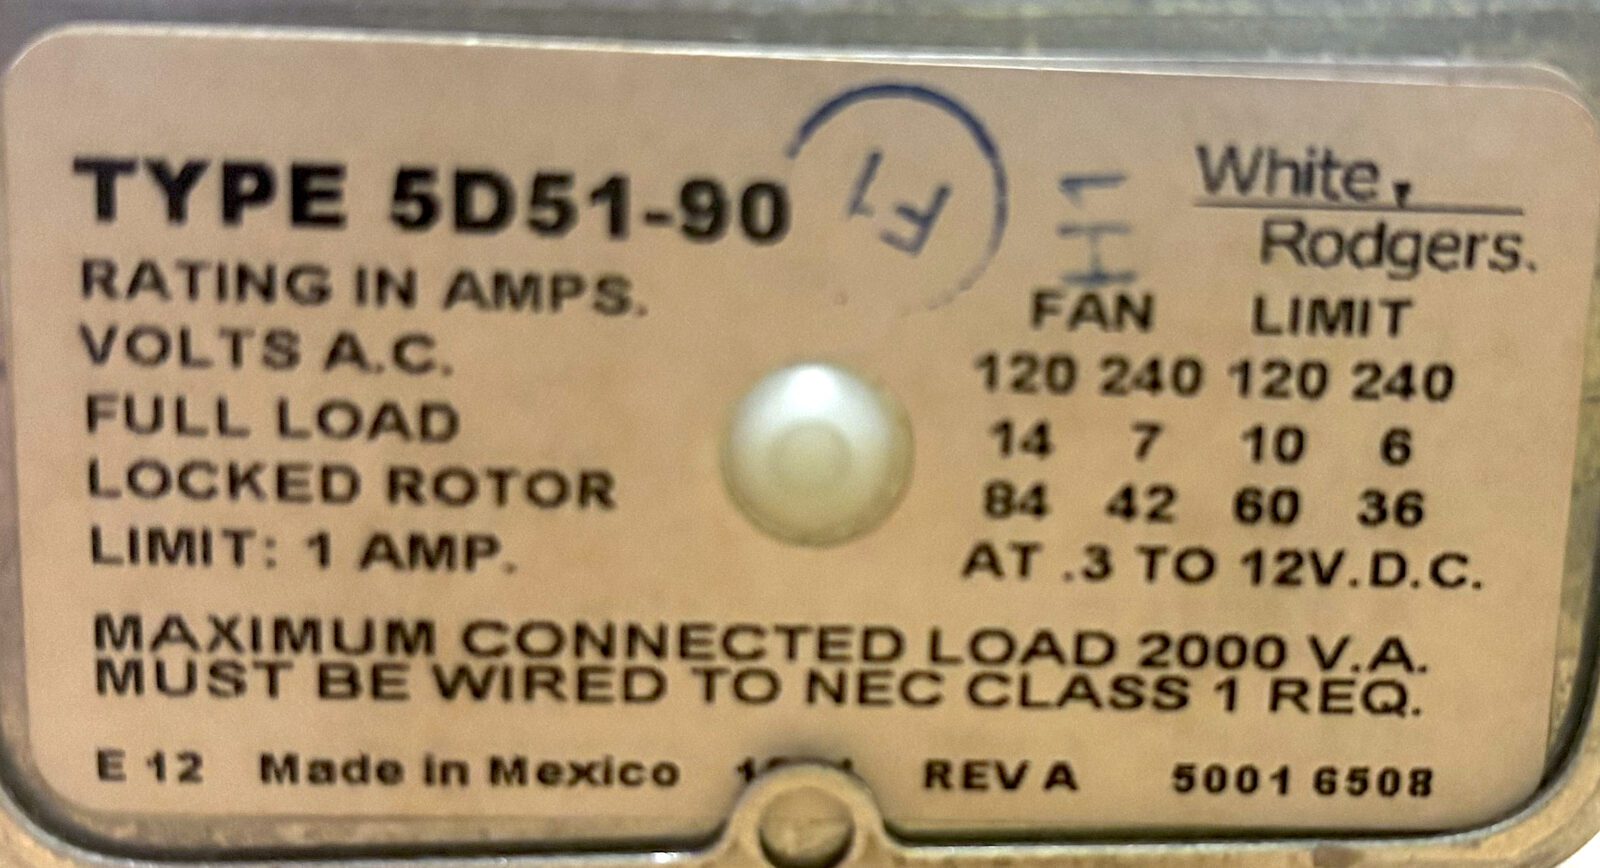 TYPE 5D51-90
White
Rodgers.
RATING IN AMPS.
FAN LIMIT
VOLTS A.C. 120 240 120 240
FULL LOAD 14 7 10 6
LOCKED ROTOR 84 42 60 36
LIMIT: 1 AMP. AT .3 TO 12V.D.C.
MAXIMUM CONNECTED LOAD 2000 V.A.
MUST BE WIRED TO NEC CLASS 1 REQ.
E 12 Made in Mexico REV A 5001 6508